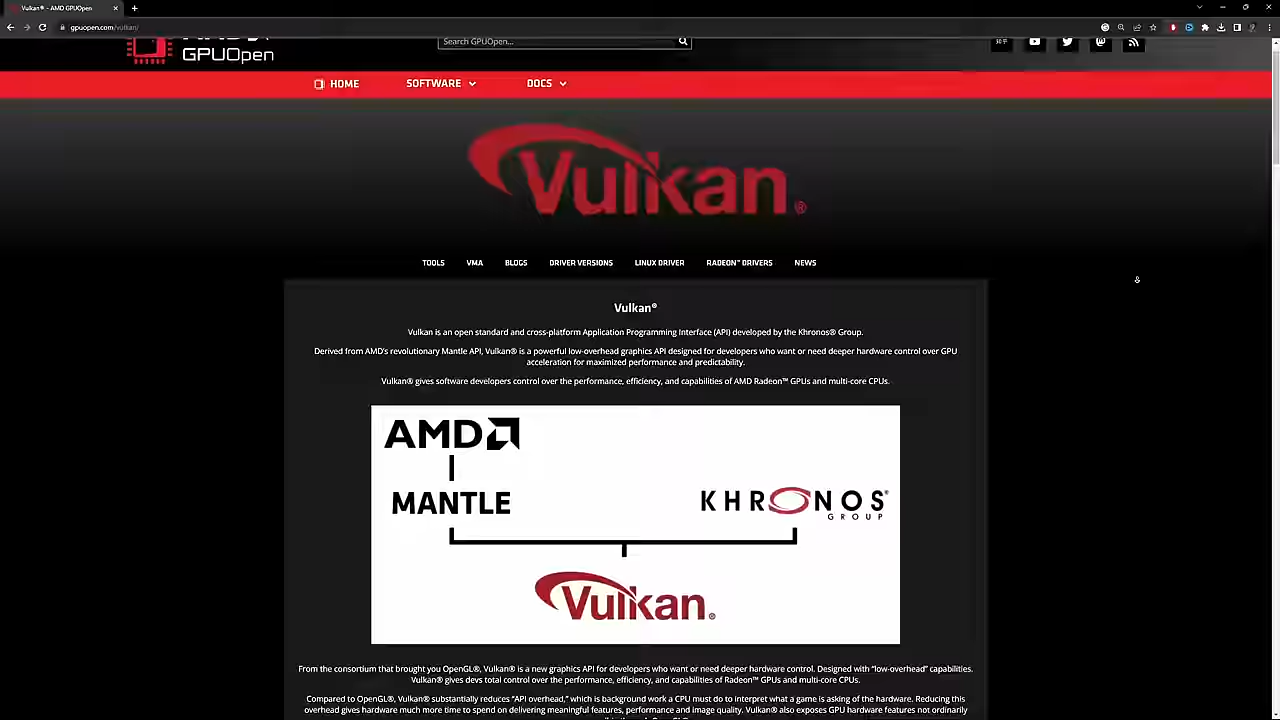 Vulkan® - AMD GPUOpen
gpuopen.com/vulkan/
GPUOpen
Search GPUOpen...
HOME
SOFTWARE
DOCS
Vulkan®
TOOLS VMA BLOGS DRIVER VERSIONS LINUX DRIVER RADEON™ DRIVERS NEWS
Vulkan®
Vulkan is an open standard and cross-platform Application Programming Interface (API) developed by the Khronos® Group.
Derived from AMD's revolutionary Mantle API, Vulkan® is a powerful low-overhead graphics API designed for developers who want or need deeper hardware control over GPU
acceleration for maximized performance and predictability.
Vulkan® gives software developers control over the performance, efficiency, and capabilities of AMD Radeon™ GPUs and multi-core CPUs.
AMD
MANTLE
KHRONOS®
GROUP
Vulkan®
From the consortium that brought you OpenGL®, Vulkan® is a new graphics API for developers who want or need deeper hardware control. Designed with “low-overhead” capabilities.
Vulkan® gives devs total control over the performance, efficiency, and capabilities of Radeon™ GPUs and multi-core CPUs.
Compared to OpenGL®, Vulkan® substantially reduces “API overhead,” which is background work a CPU must do to interpret what a game is asking of the hardware. Reducing this
overhead gives hardware much more time to spend on delivering meaningful features, performance and image quality. Vulkan® also exposes GPU hardware features not ordinarily